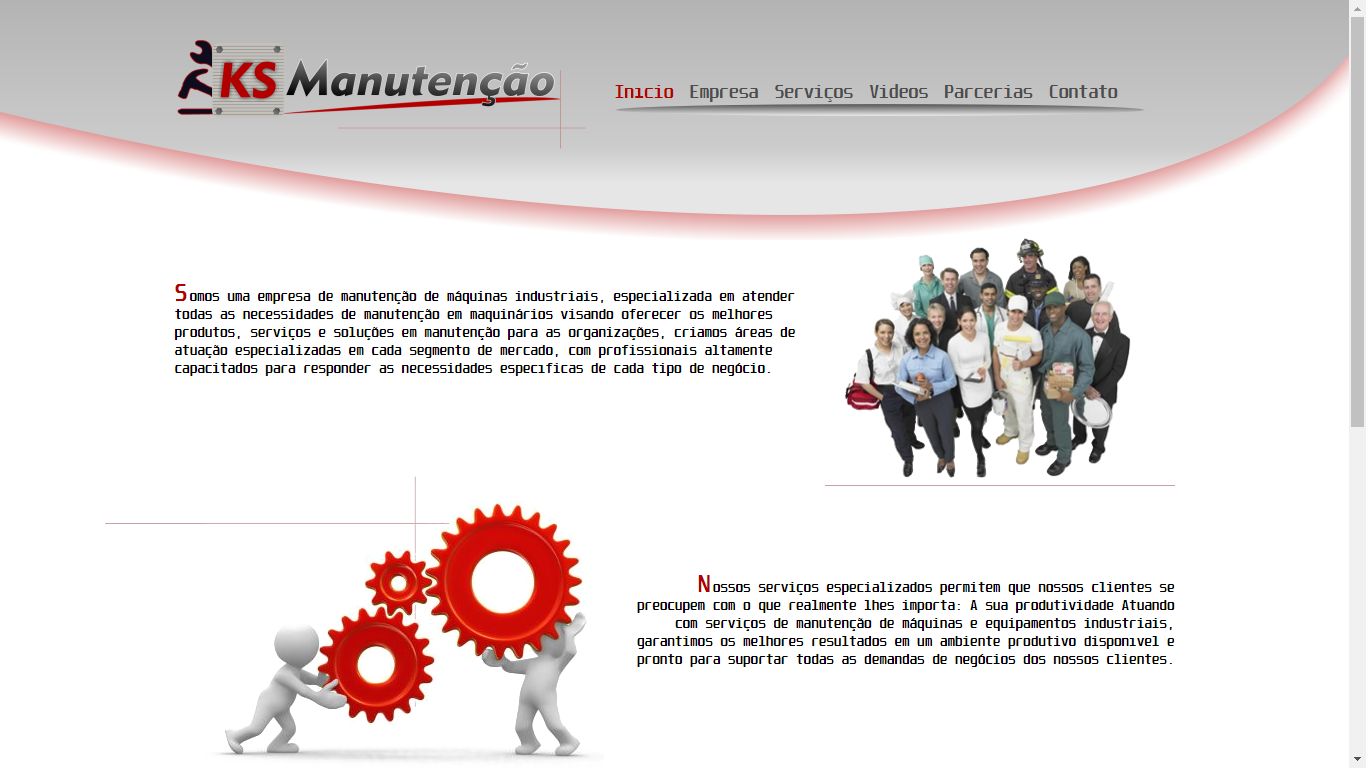 KS Manutenção
Inicio Empresa Serviços Videos Parcerias Contato
Somos uma empresa de manutenção de máquinas industriais, especializada em atender
todas as necessidades de manutenção em maquinários visando oferecer os melhores
produtos, serviços e soluções em manutenção para as organizações, criamos áreas de
atuação especializadas em cada segmento de mercado, com profissionais altamente
capacitados para responder as necessidades especificas de cada tipo de negócio.
Nossos serviços especializados permitem que nossos clientes se
preocupem com o que realmente lhes importa: A sua produtividade Atuando
com serviços de manutenção de máquinas e equipamentos industriais,
garantimos os melhores resultados em um ambiente produtivo disponivel e
pronto para suportar todas as demandas de negócios dos nossos clientes.